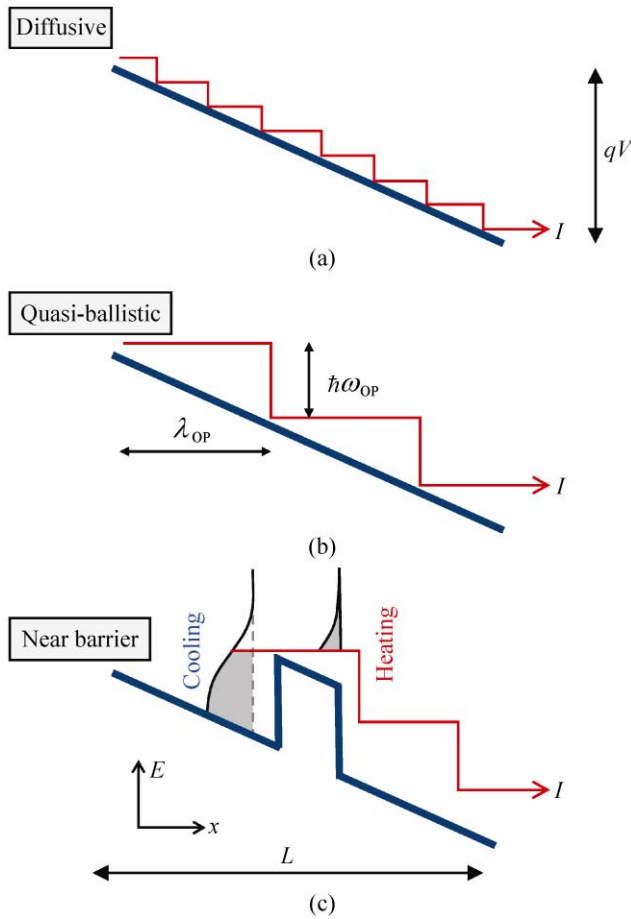 Diffusive
qV
I
(a)
Quasi-ballistic
ħω_OP
λ_OP
I
(b)
Near barrier
Cooling
Heating
E
x
I
L
(c)